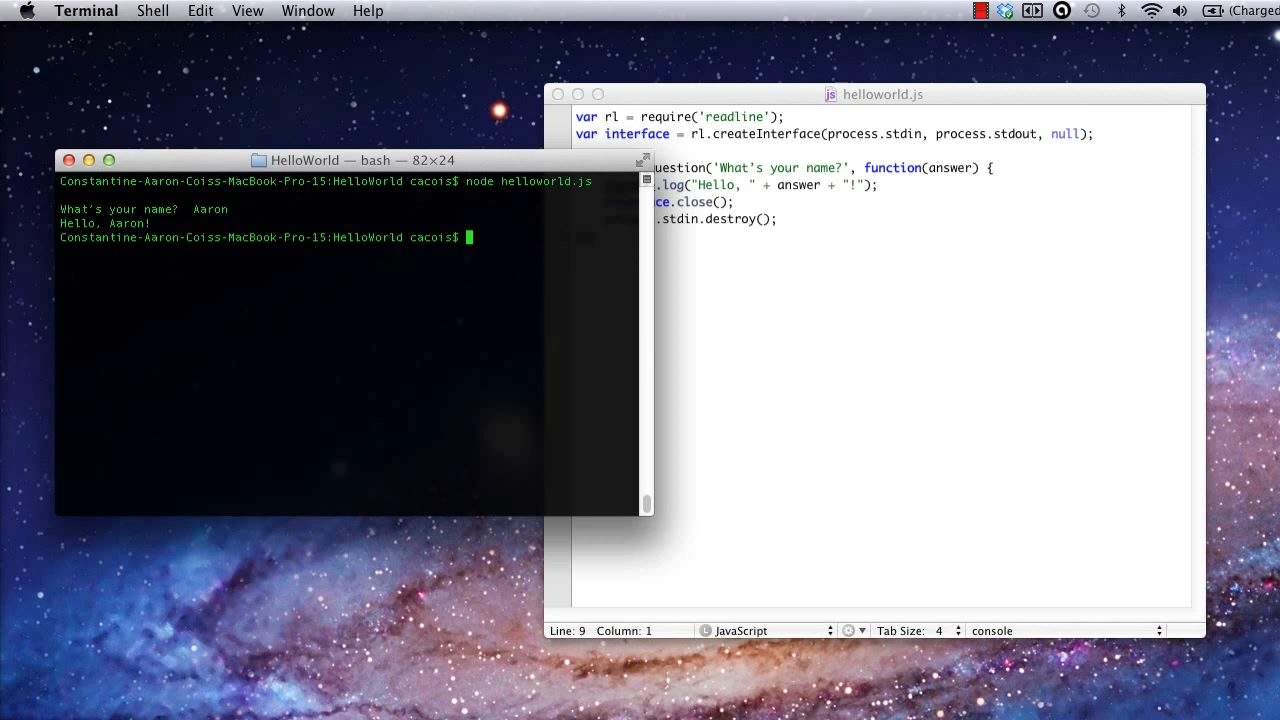 Terminal Shell Edit View Window Help (Charged
helloworld.js
var rl = require('readline');
var interface = rl.createInterface(process.stdin, process.stdout, null);
question('What's your name?', function(answer) {
.log("Hello, " + answer + "!");
ce.close();
.stdin.destroy();
HelloWorld — bash — 82×24
Constantine-Aaron-Coiss-MacBook-Pro-15:HelloWorld cacois$ node helloworld.js
What's your name?  Aaron
Hello, Aaron!
Constantine-Aaron-Coiss-MacBook-Pro-15:HelloWorld cacois$
Line: 9 Column: 1 L JavaScript Tab Size: 4 console